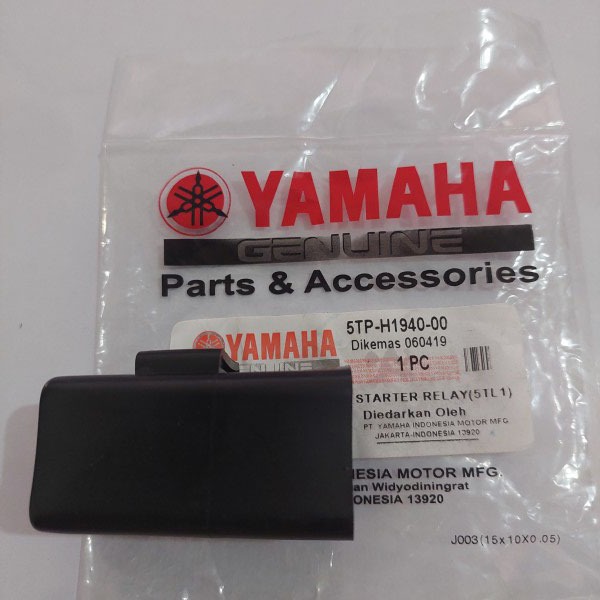 YAMAHA
GENUINE
Parts & Accessories
YAMAHA
5TP-H1940-00
Dikemas 060419
1 PC
STARTER RELAY(5TL1)
Diedarkan Oleh
PT. YAMAHA INDONESIA MOTOR MFG
JAKARTA-INDONESIA 13920
NESIA MOTOR MFG.
an Widyodiningrat
ONESIA 13920
J003(15x10X0.05)